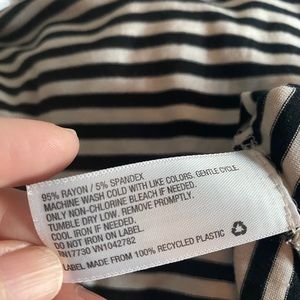 95% RAYON / 5% SPANDEX
MACHINE WASH COLD WITH LIKE COLORS. GENTLE CYCLE.
ONLY NON-CHLORINE BLEACH IF NEEDED.
TUMBLE DRY LOW. REMOVE PROMPTLY.
COOL IRON IF NEEDED.
DO NOT IRON ON LABEL
RN17730 VN1042782
LABEL MADE FROM 100% RECYCLED PLASTIC